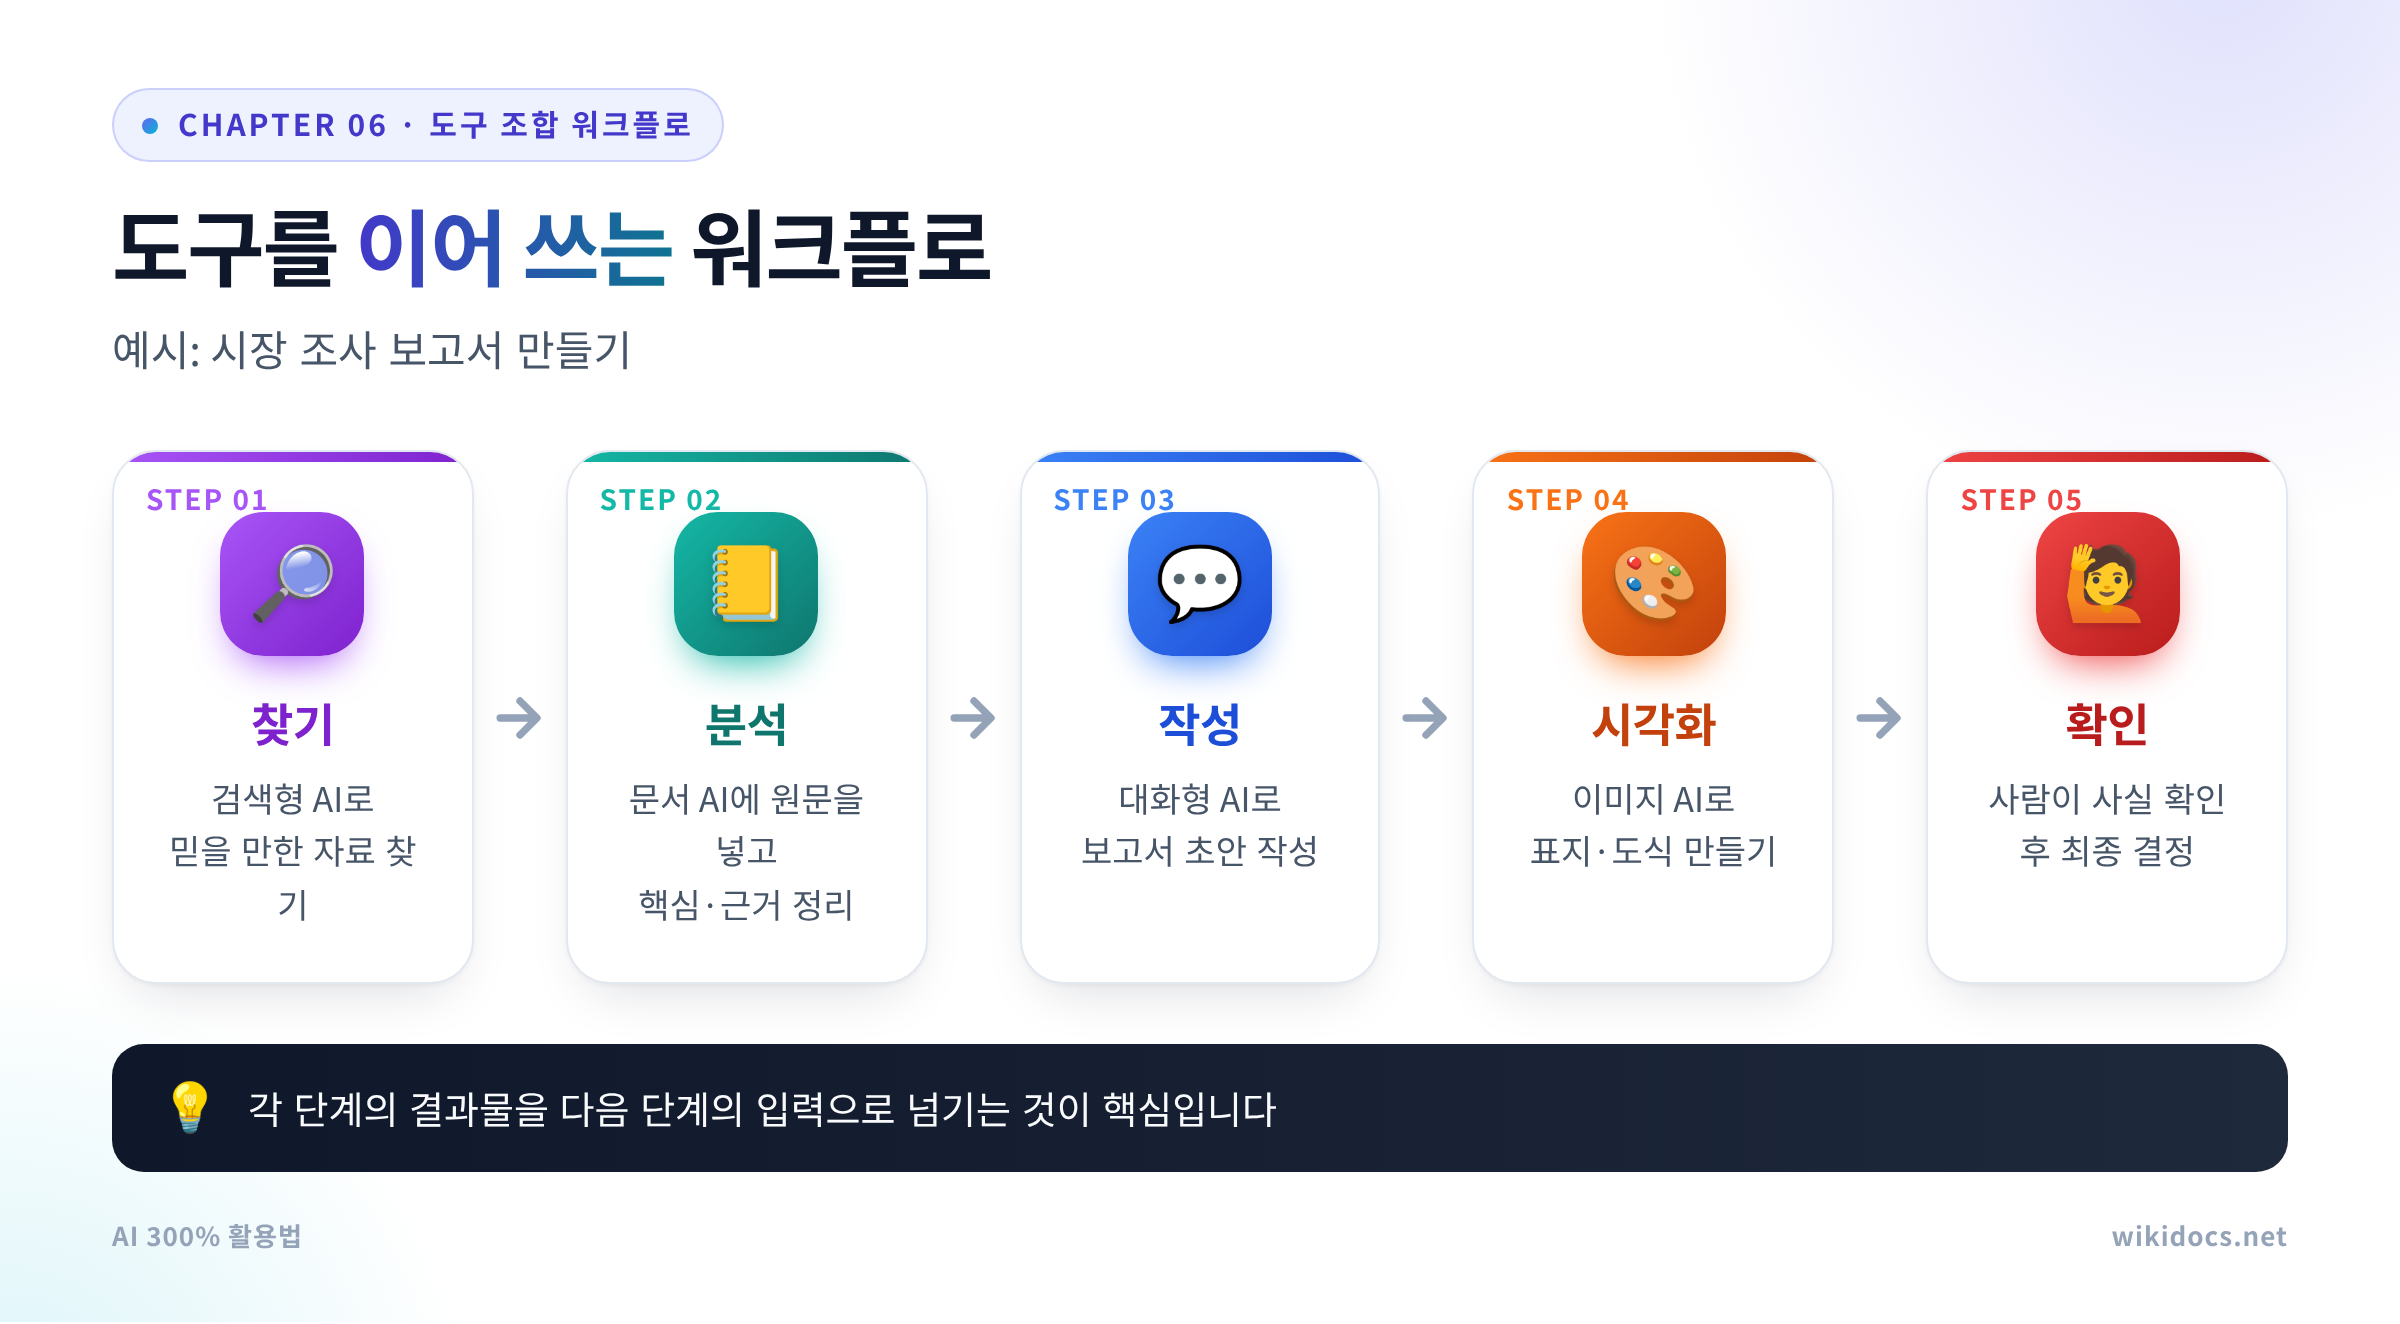 CHAPTER 06 · 도구 조합 워크플로
도구를 이어 쓰는 워크플로
예시: 시장 조사 보고서 만들기
STEP 01
찾기
검색형 AI로
믿을 만한 자료 찾
기
STEP 02
분석
문서 AI에 원문을
넣고
핵심·근거 정리
STEP 03
작성
대화형 AI로
보고서 초안 작성
STEP 04
시각화
이미지 AI로
표지·도식 만들기
STEP 05
확인
사람이 사실 확인
후 최종 결정
각 단계의 결과물을 다음 단계의 입력으로 넘기는 것이 핵심입니다
AI 300% 활용법
wikidocs.net